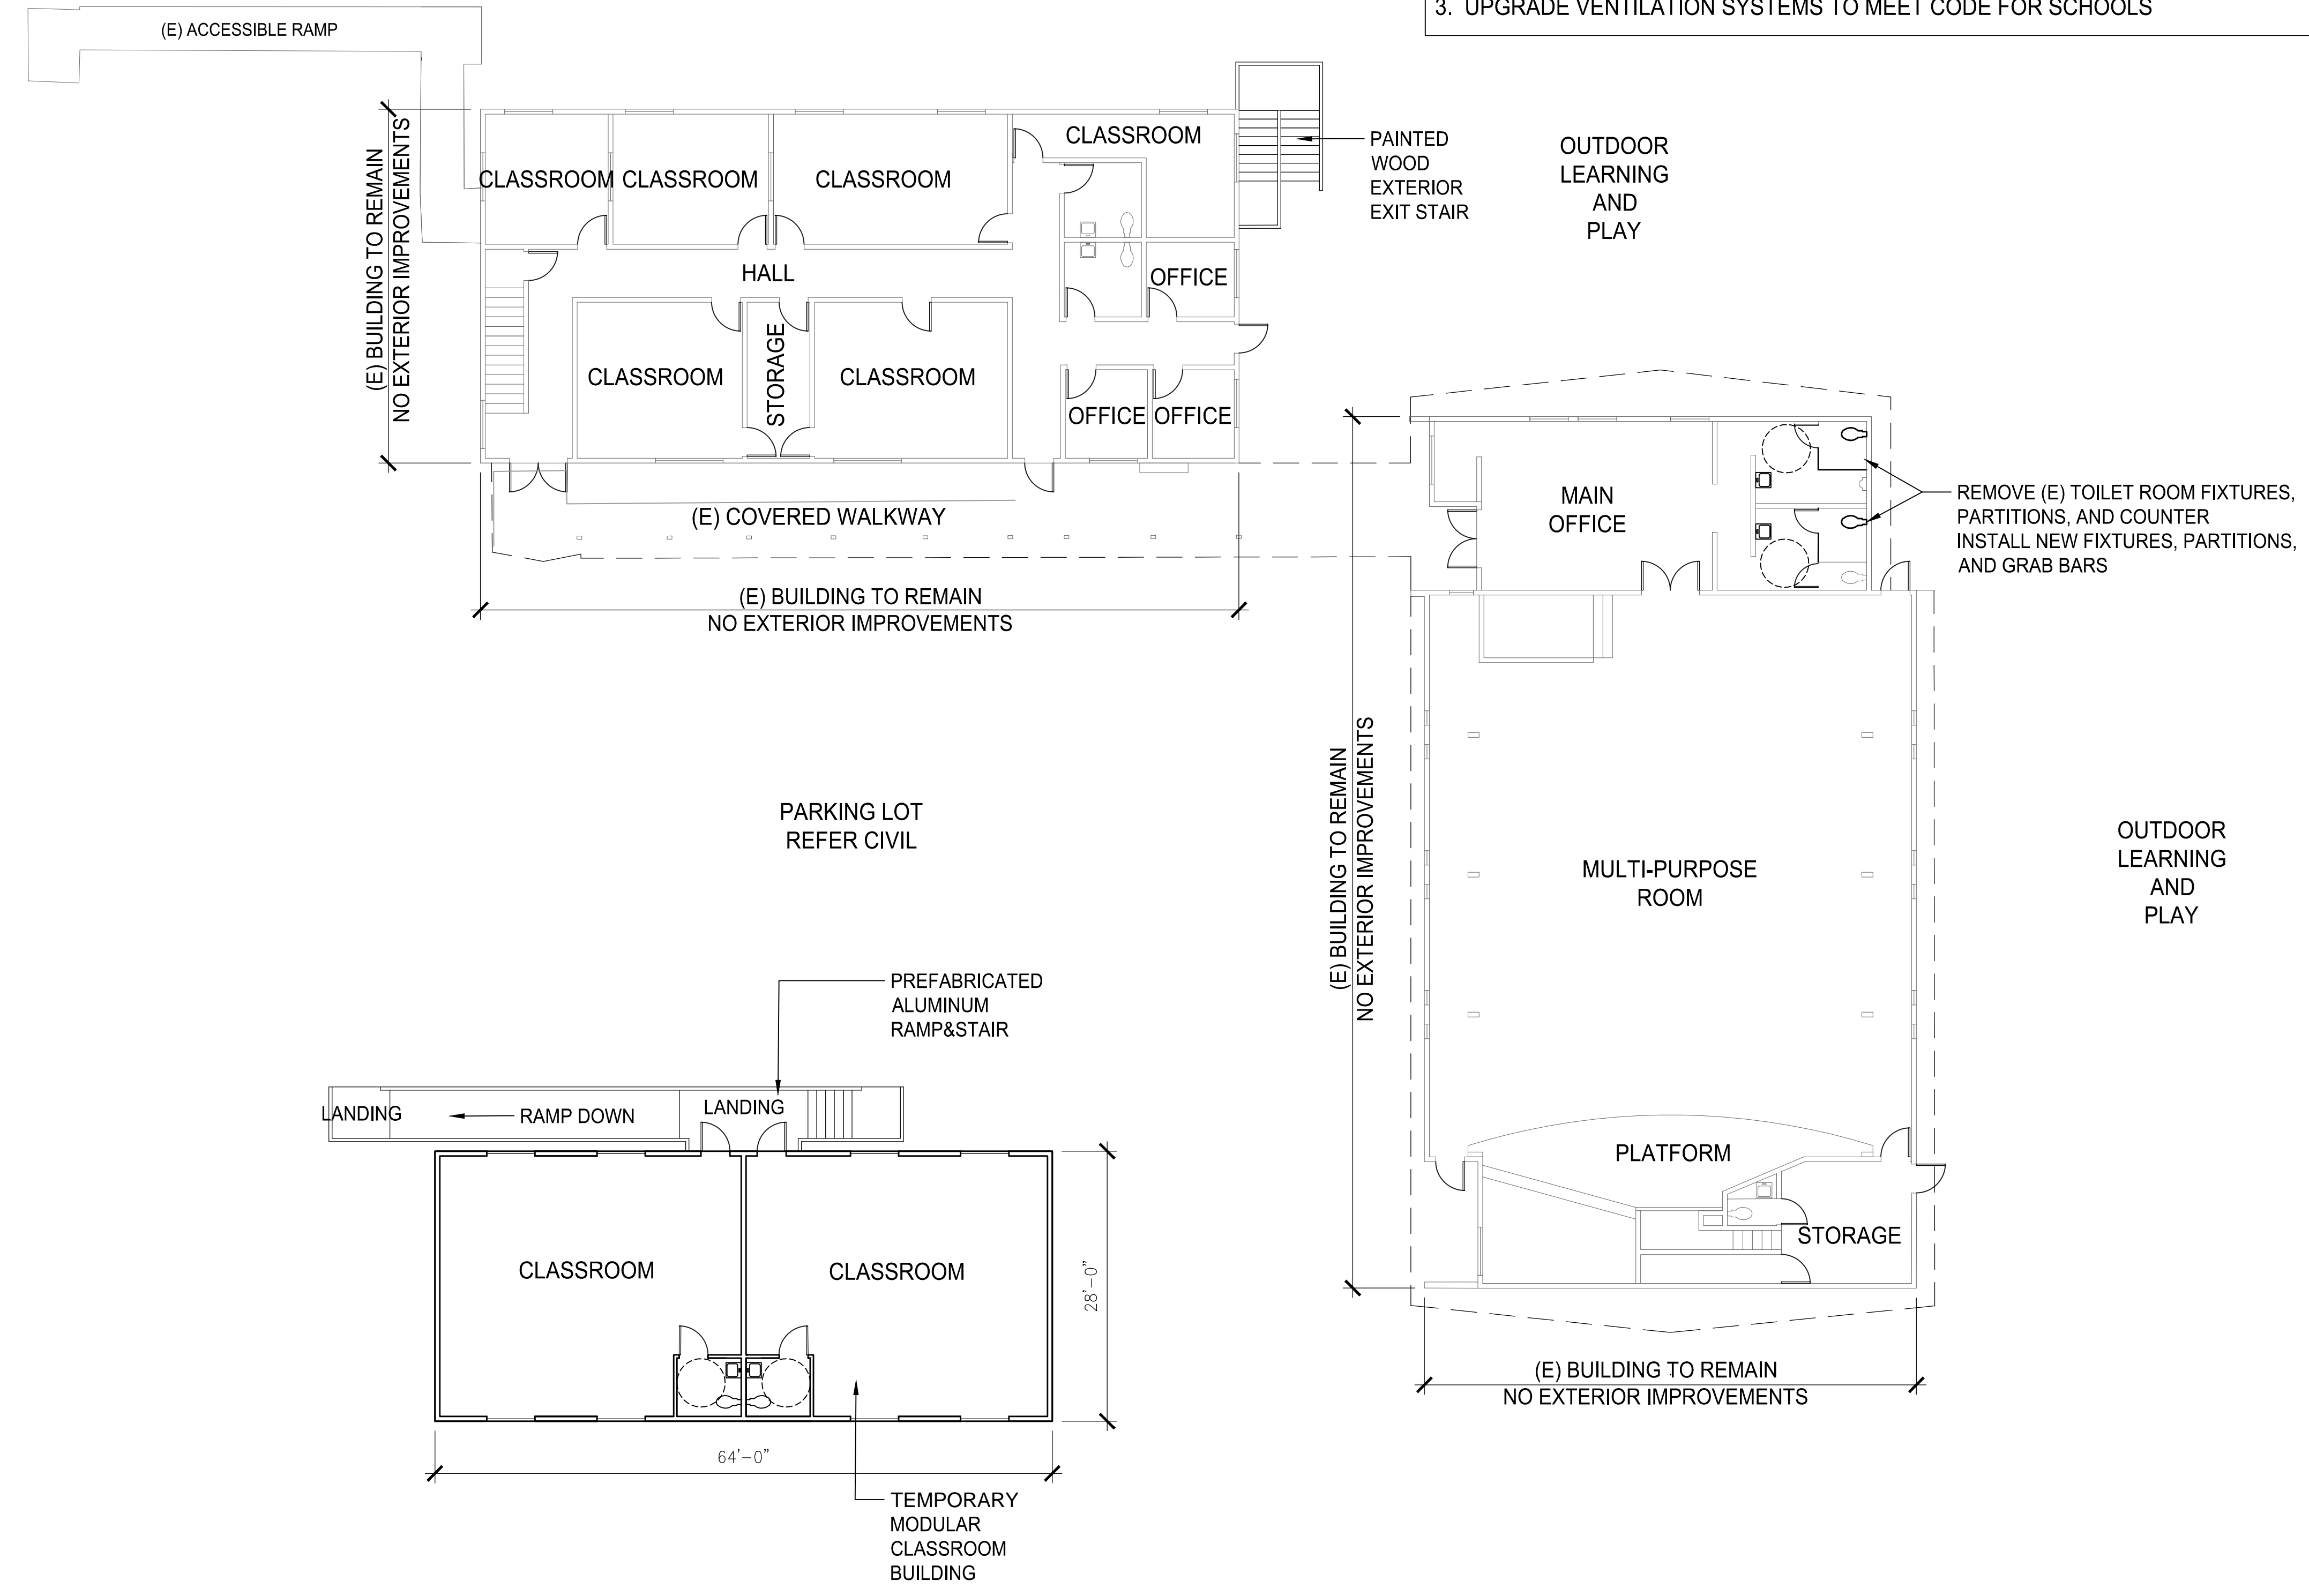 3. UPGRADE VENTILATION SYSTEMS TO MEET CODE FOR SCHOOLS
(E) ACCESSIBLE RAMP
(E) BUILDING TO REMAIN
NO EXTERIOR IMPROVEMENTS
CLASSROOM
CLASSROOM
CLASSROOM
CLASSROOM
PAINTED
WOOD
EXTERIOR
EXIT STAIR
OUTDOOR
LEARNING
AND
PLAY
HALL
OFFICE
CLASSROOM
STORAGE
CLASSROOM
OFFICE
OFFICE
(E) COVERED WALKWAY
(E) BUILDING TO REMAIN
NO EXTERIOR IMPROVEMENTS
MAIN
OFFICE
REMOVE (E) TOILET ROOM FIXTURES,
PARTITIONS, AND COUNTER
INSTALL NEW FIXTURES, PARTITIONS,
AND GRAB BARS
(E) BUILDING TO REMAIN
NO EXTERIOR IMPROVEMENTS
PARKING LOT
REFER CIVIL
MULTI-PURPOSE
ROOM
OUTDOOR
LEARNING
AND
PLAY
PREFABRICATED
ALUMINUM
RAMP&STAIR
LANDING
RAMP DOWN
LANDING
PLATFORM
STORAGE
CLASSROOM
CLASSROOM
28'-0"
64'-0"
(E) BUILDING TO REMAIN
NO EXTERIOR IMPROVEMENTS
TEMPORARY
MODULAR
CLASSROOM
BUILDING